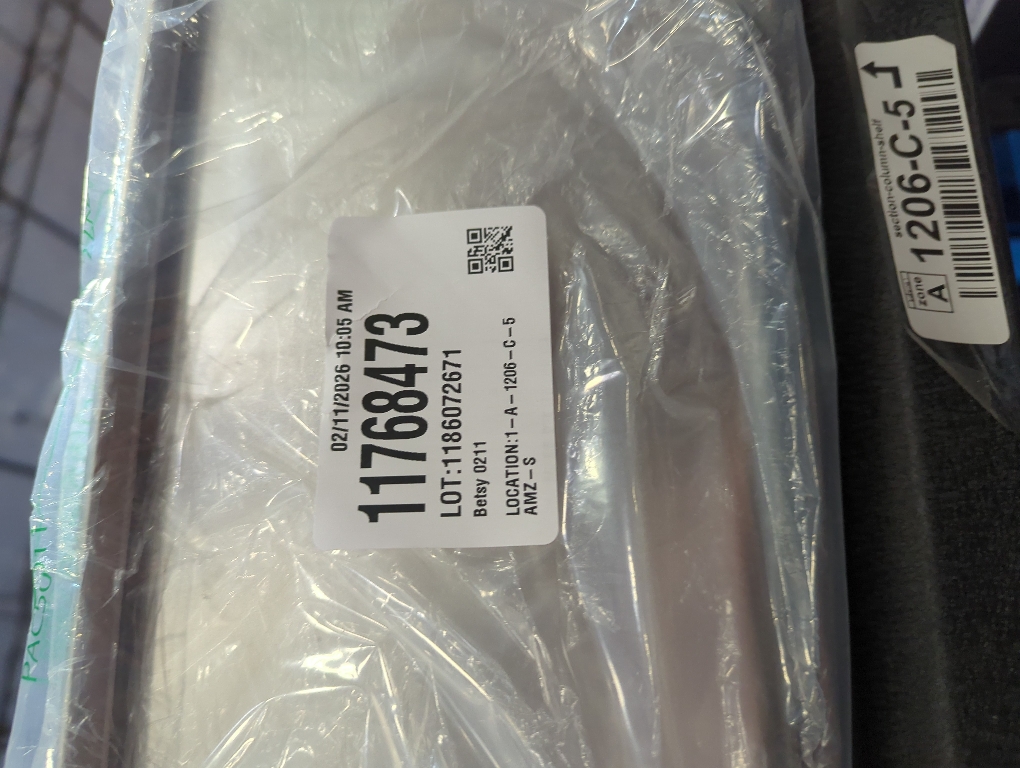 02/11/2026 10:05 AM
11768473
LOT:1186072671
Betsy 0211
LOCATION:1-A-1206-C-5
AMZ-S
section-column-shelf
zone
A
1206-C-5